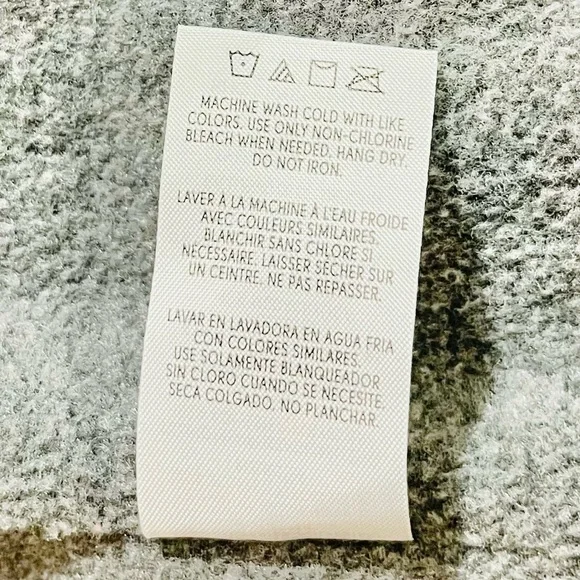 MACHINE WASH COLD WITH LIKE
COLORS. USE ONLY NON-CHLORINE
BLEACH WHEN NEEDED. HANG DRY.
DO NOT IRON.
LAVER À LA MACHINE À L'EAU FROIDE
AVEC COULEURS SIMILAIRES.
BLANCHIR SANS CHLORE SI
NÉCESSAIRE. LAISSER SÉCHER SUR
UN CEINTRE. NE PAS REPASSER.
LAVAR EN LAVADORA EN AGUA FRIA
CON COLORES SIMILARES.
USE SOLAMENTE BLANQUEADOR
SIN CLORO CUANDO SE NECESITE.
SECA COLGADO. NO PLANCHAR.